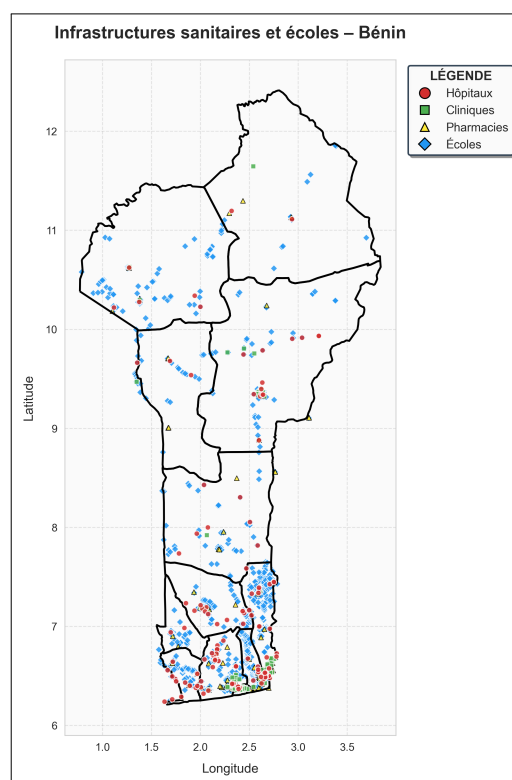 Infrastructures sanitaires et écoles – Bénin
LÉGENDE
Hôpitaux
Cliniques
Pharmacies
Écoles
12
11
10
9
8
7
6
Latitude
1.0 1.5 2.0 2.5 3.0 3.5
Longitude